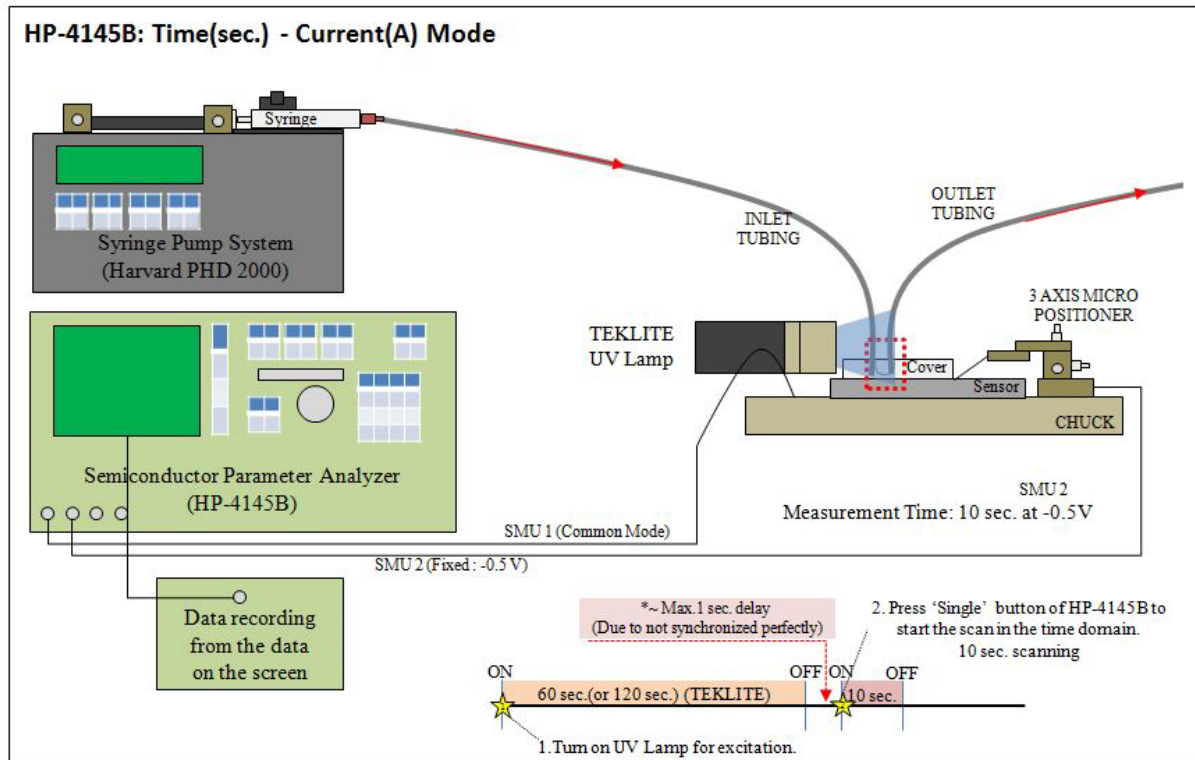 HP-4145B: Time(sec.) - Current(A) Mode
Syringe
Syringe Pump System
(Harvard PHD 2000)
INLET
TUBING
OUTLET
TUBING
3 AXIS MICRO
POSITIONER
TEKLITE
UV Lamp
Cover
Sensor
CHUCK
Semiconductor Parameter Analyzer
(HP-4145B)
SMU 2
Measurement Time: 10 sec. at -0.5V
SMU 1 (Common Mode)
SMU 2 (Fixed : -0.5 V)
Data recording
from the data
on the screen
*~ Max.1 sec. delay
(Due to not synchronized perfectly)
2. Press ‘Single’ button of HP-4145B to
start the scan in the time domain.
10 sec. scanning
ON
OFF
ON
OFF
60 sec.(or 120 sec.) (TEKLITE)
10 sec.
1.Turn on UV Lamp for excitation.